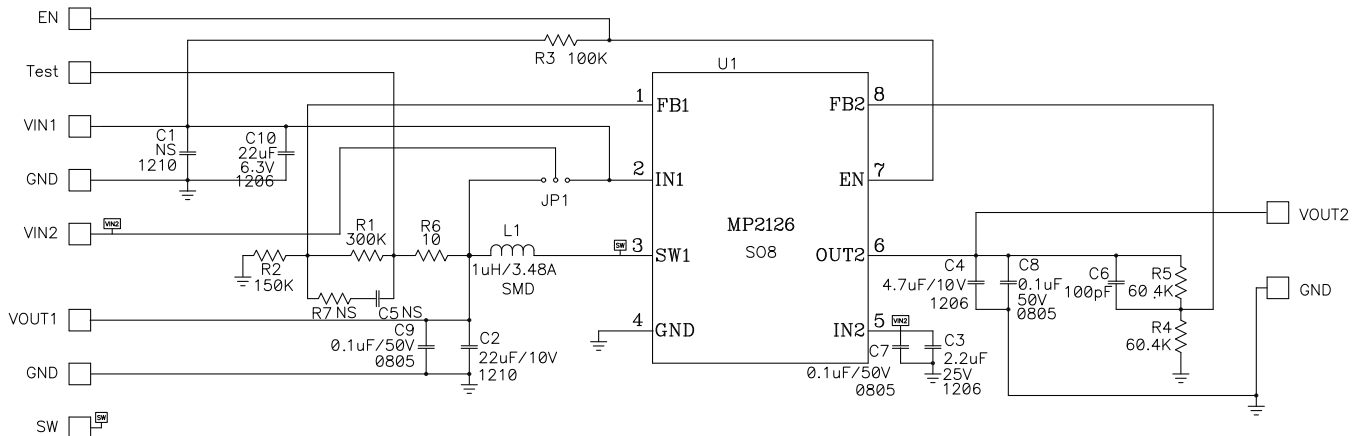 EN
R3 100K
Test
U1
1 FB1
FB2 8
VIN1
C1
NS
1210
C10
22uF
6.3V
1206
GND
2 IN1
EN 7
JP1
VIN2
VIN2
MP2126
SO8
VOUT2
R1
300K
R6
10
L1
1uH/3.48A
SMD
SW
3 SW1
OUT2 6
R2
150K
C4
4.7uF/10V
1206
C8
0.1uF
50V
0805
C6
100pF
R5
60.4K
GND
R7 NS
C5 NS
VOUT1
C9
0.1uF/50V
0805
C2
22uF/10V
1210
4 GND
IN2 5
VIN2
C7
0.1uF/50V
0805
C3
2.2uF
25V
1206
R4
60.4K
GND
SW
SW